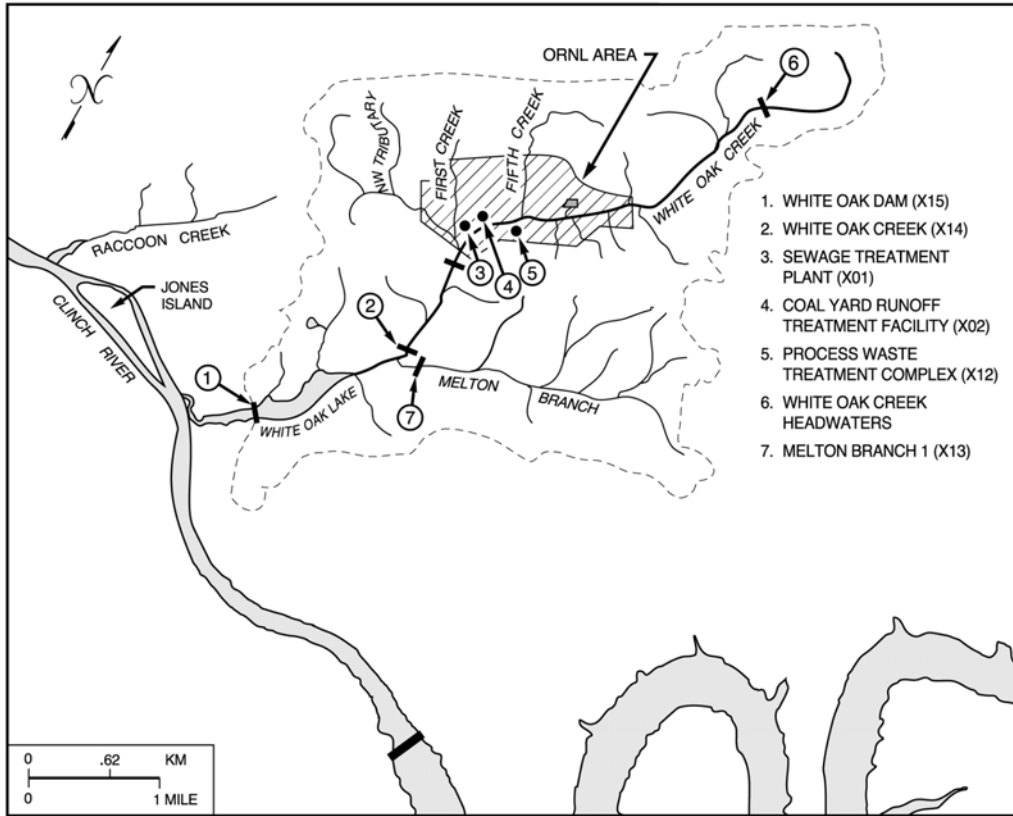 N
ORNL AREA
6
NW TRIBUTARY
FIRST CREEK
FIFTH CREEK
WHITE OAK CREEK
RACCOON CREEK
JONES
ISLAND
CLINCH RIVER
3
4
5
2
1
7
MELTON BRANCH
WHITE OAK LAKE
1. WHITE OAK DAM (X15)
2. WHITE OAK CREEK (X14)
3. SEWAGE TREATMENT
PLANT (X01)
4. COAL YARD RUNOFF
TREATMENT FACILITY (X02)
5. PROCESS WASTE
TREATMENT COMPLEX (X12)
6. WHITE OAK CREEK
HEADWATERS
7. MELTON BRANCH 1 (X13)
0 .62 KM
0 1 MILE